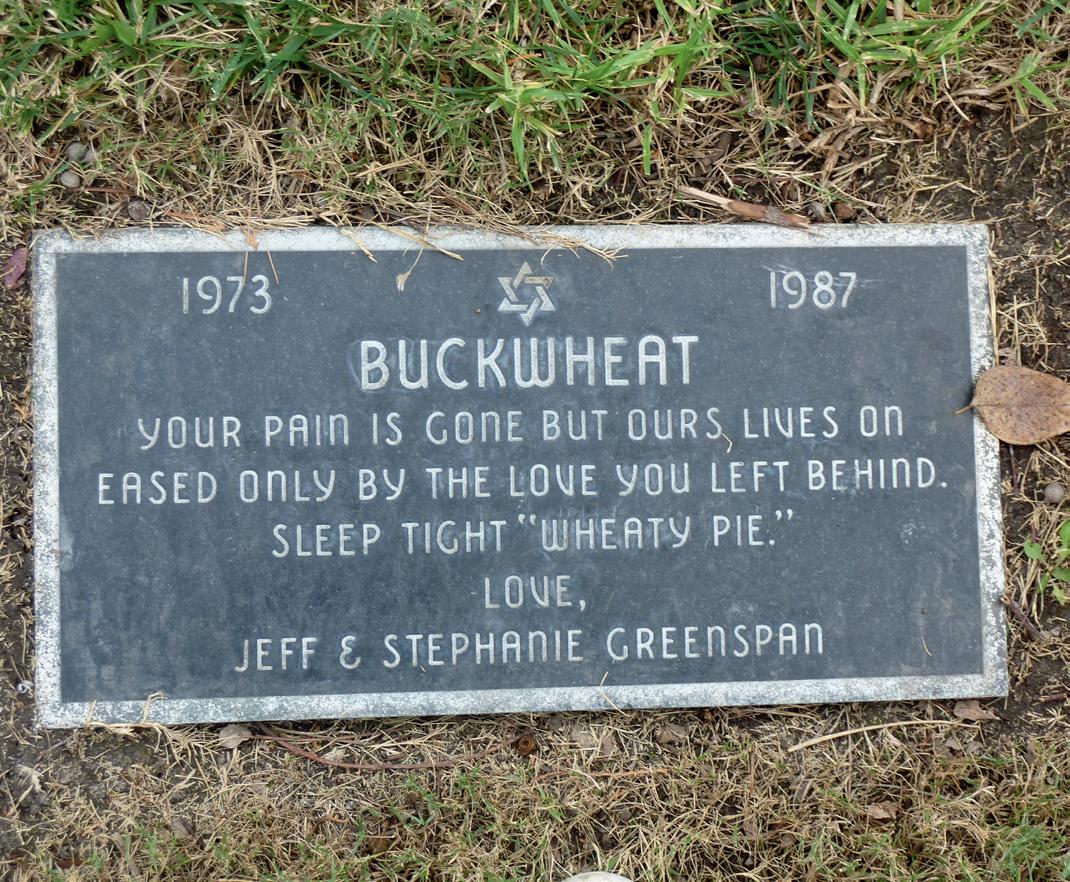 1973 1987
BUCKWHEAT
YOUR PAIN IS GONE BUT OURS LIVES ON
EASED ONLY BY THE LOVE YOU LEFT BEHIND.
SLEEP TIGHT "WHEATY PIE."
LOVE,
JEFF & STEPHANIE GREENSPAN